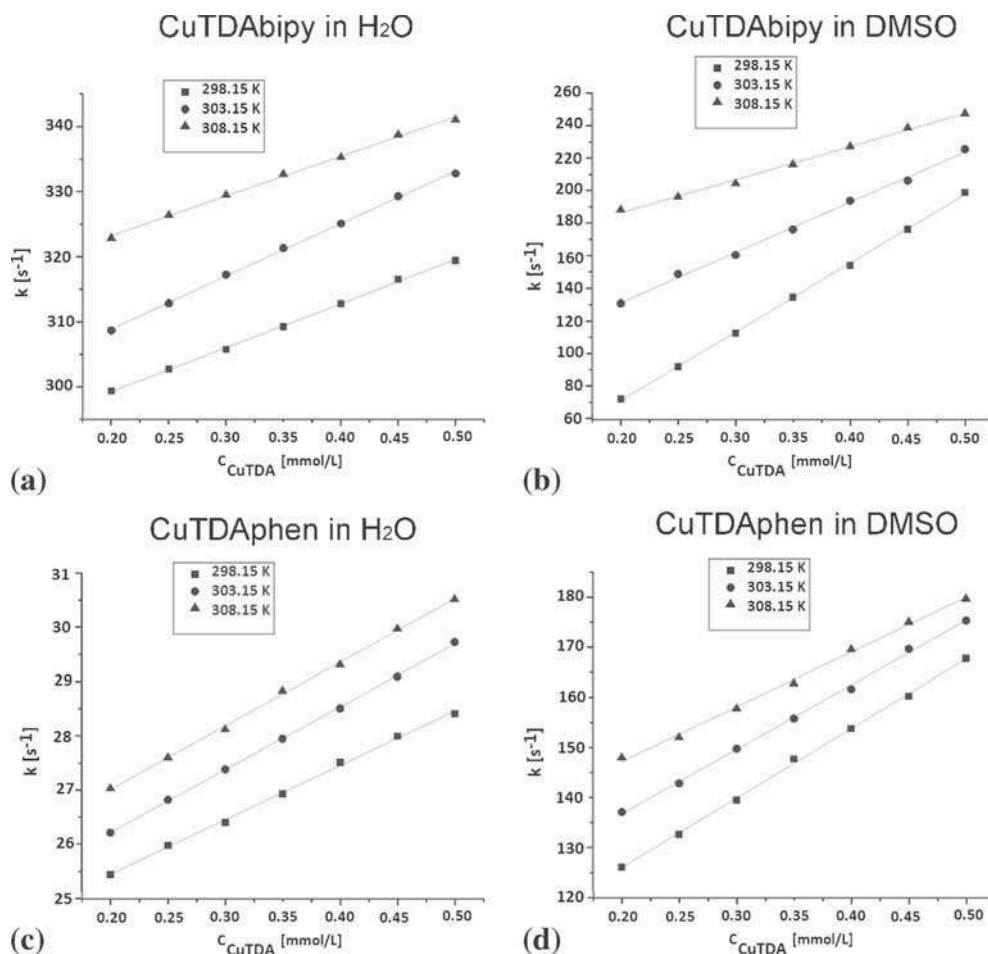 CuTDAbipy in H2O
298.15 K
303.15 K
308.15 K
340
330
320
310
300
k [s-1]
0.20 0.25 0.30 0.35 0.40 0.45 0.50
CCuTDA [mmol/L]
(a)
CuTDAbipy in DMSO
298.15 K
303.15 K
308.15 K
260
240
220
200
180
160
140
120
100
80
60
k [s-1]
0.20 0.25 0.30 0.35 0.40 0.45 0.50
CCuTDA [mmol/L]
(b)
CuTDAphen in H2O
298.15 K
303.15 K
308.15 K
31
30
29
28
27
26
25
k [s-1]
0.20 0.25 0.30 0.35 0.40 0.45 0.50
CCuTDA [mmol/L]
(c)
CuTDAphen in DMSO
298.15 K
303.15 K
308.15 K
180
170
160
150
140
130
120
k [s-1]
0.20 0.25 0.30 0.35 0.40 0.45 0.50
CCuTDA [mmol/L]
(d)